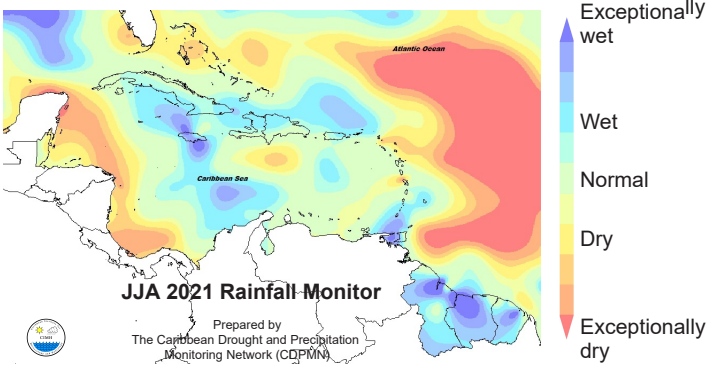 Atlantic Ocean
Caribbean Sea
JJA 2021 Rainfall Monitor
Prepared by
The Caribbean Drought and Precipitation
Monitoring Network (CDPMN)
CIMH
Exceptionally
wet
Wet
Normal
Dry
Exceptionally
dry